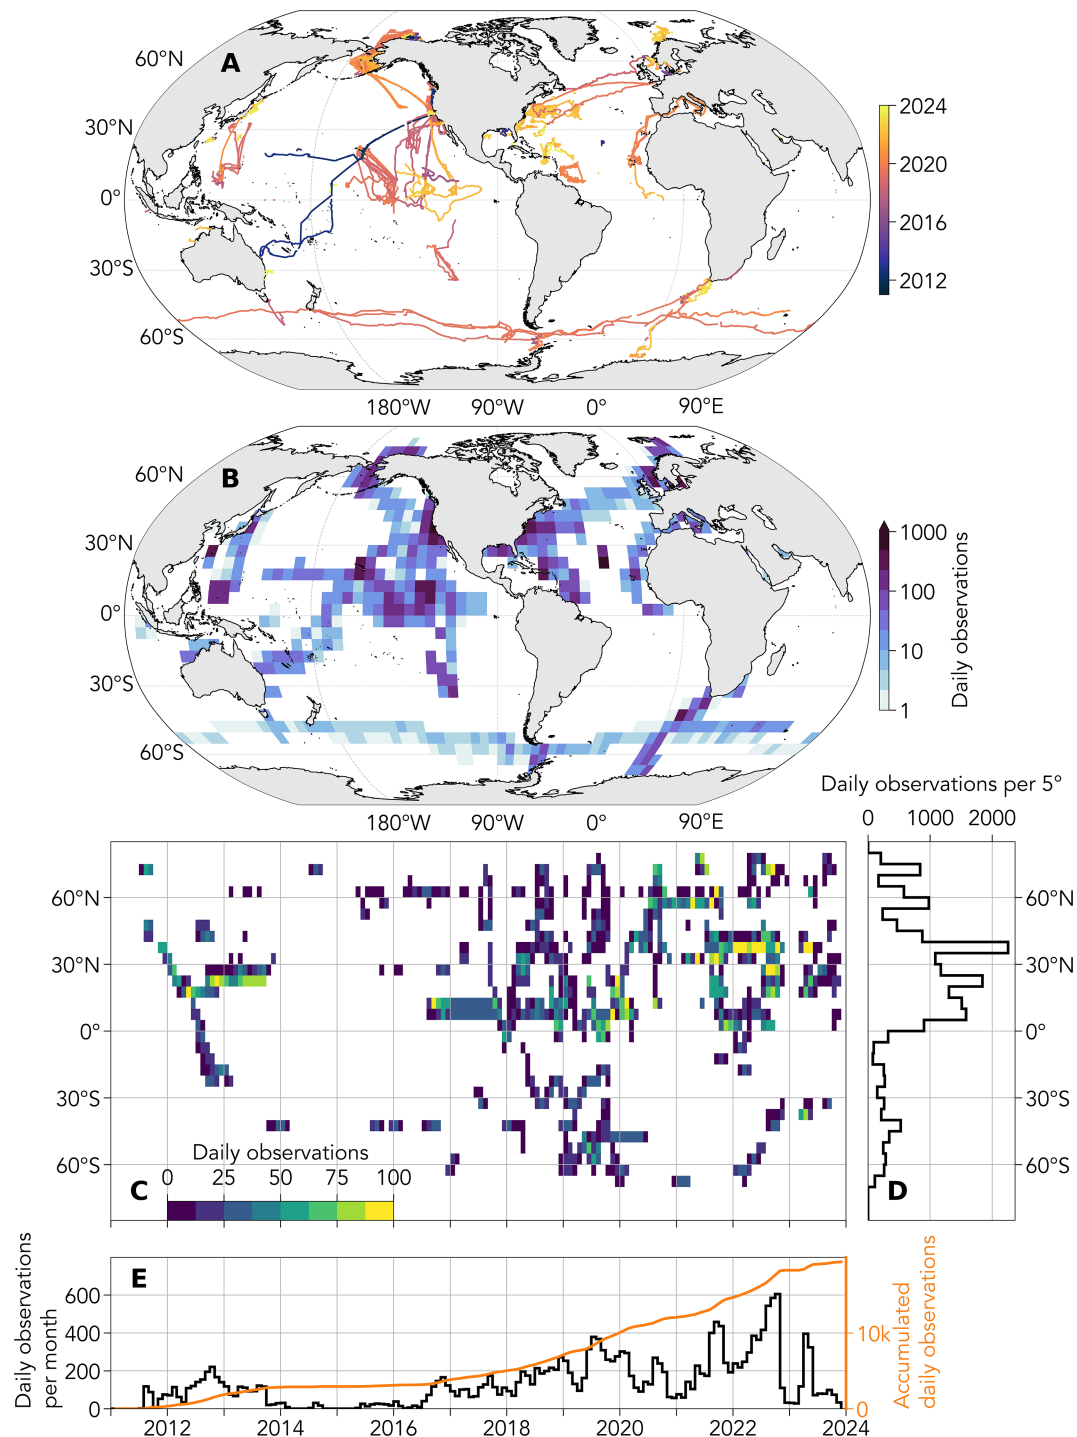 A
60°N
30°N
0°
30°S
60°S
180°W 90°W 0° 90°E
2024
2020
2016
2012
B
60°N
30°N
0°
30°S
60°S
180°W 90°W 0° 90°E
1000
100
10
1
Daily observations
Daily observations per 5°
0 1000 2000
60°N
30°N
0°
30°S
60°S
Daily observations
0 25 50 75 100
C
60°N
30°N
0°
30°S
60°S
D
E
Daily observations
per month
600
400
200
0
10k
0
Accumulated
daily observations
2012 2014 2016 2018 2020 2022 2024